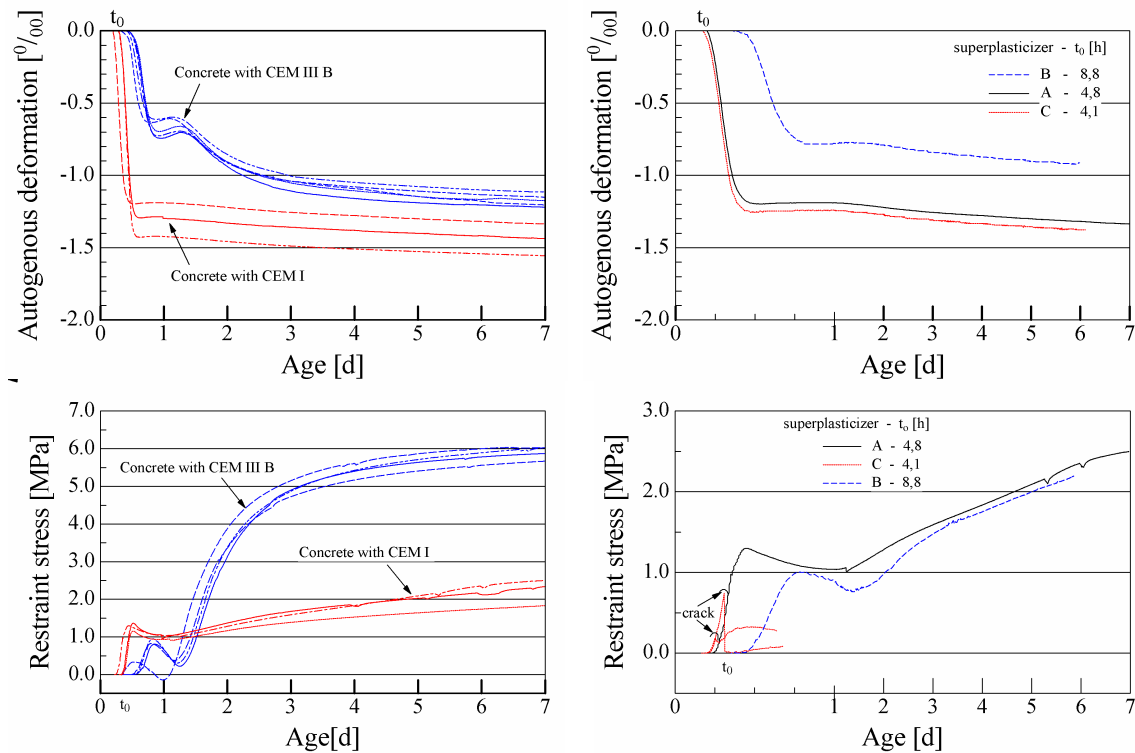 t₀
Autogenous deformation [⁰/₀₀]
0.0
-0.5
-1.0
-1.5
-2.0
Concrete with CEM III B
Concrete with CEM I
0 1 2 3 4 5 6 7
Age [d]
t₀
Autogenous deformation [⁰/₀₀]
0.0
-0.5
-1.0
-1.5
-2.0
superplasticizer - t₀ [h]
B - 8,8
A - 4,8
C - 4,1
0 1 2 3 4 5 6 7
Age [d]
Restraint stress [MPa]
7.0
6.0
5.0
4.0
3.0
2.0
1.0
0.0
Concrete with CEM III B
Concrete with CEM I
0 t₀ 1 2 3 4 5 6 7
Age[d]
Restraint stress [MPa]
3.0
2.0
1.0
0.0
superplasticizer - t₀ [h]
A - 4,8
C - 4,1
B - 8,8
crack
t₀
0 1 2 3 4 5 6 7
Age [d]